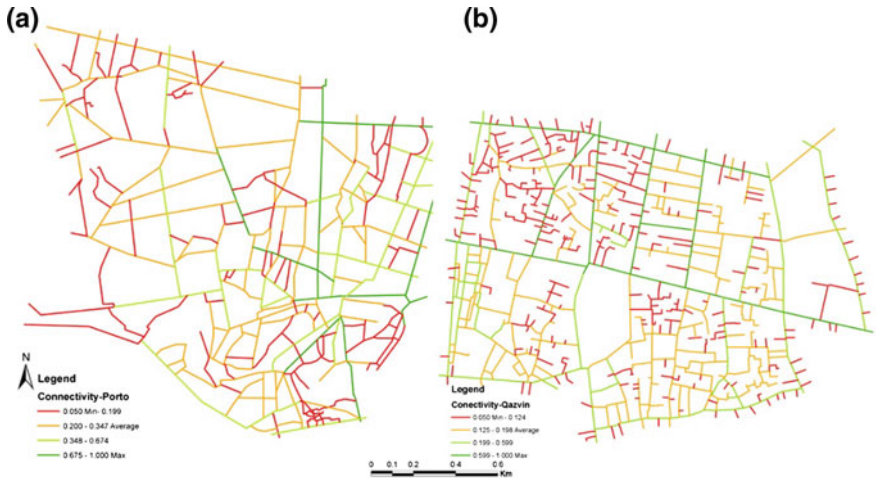 (a)
(b)
N
Legend
Connectivity-Porto
0.050 Min- 0.199
0.200 - 0.347 Average
0.348 - 0.674
0.675 - 1.000 Max
Legend
Conectivity-Qazvin
0.050 Min - 0.124
0.125 - 0.198 Average
0.199 - 0.599
0.599 - 1.000 Max
0 0.1 0.2 0.4 0.6
Km